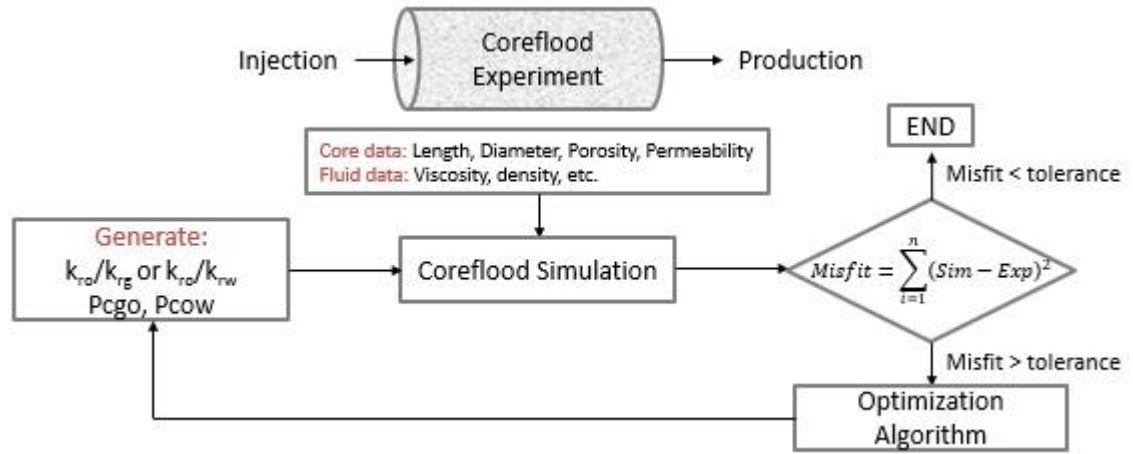 Injection
Coreflood
Experiment
Production
END
Core data: Length, Diameter, Porosity, Permeability
Fluid data: Viscosity, density, etc.
Misfit < tolerance
Generate:
kro/krg or kro/krw
Pcgo, Pcow
Coreflood Simulation
Misfit = ∑ⁿᵢ₌₁(Sim − Exp)²
Misfit > tolerance
Optimization
Algorithm